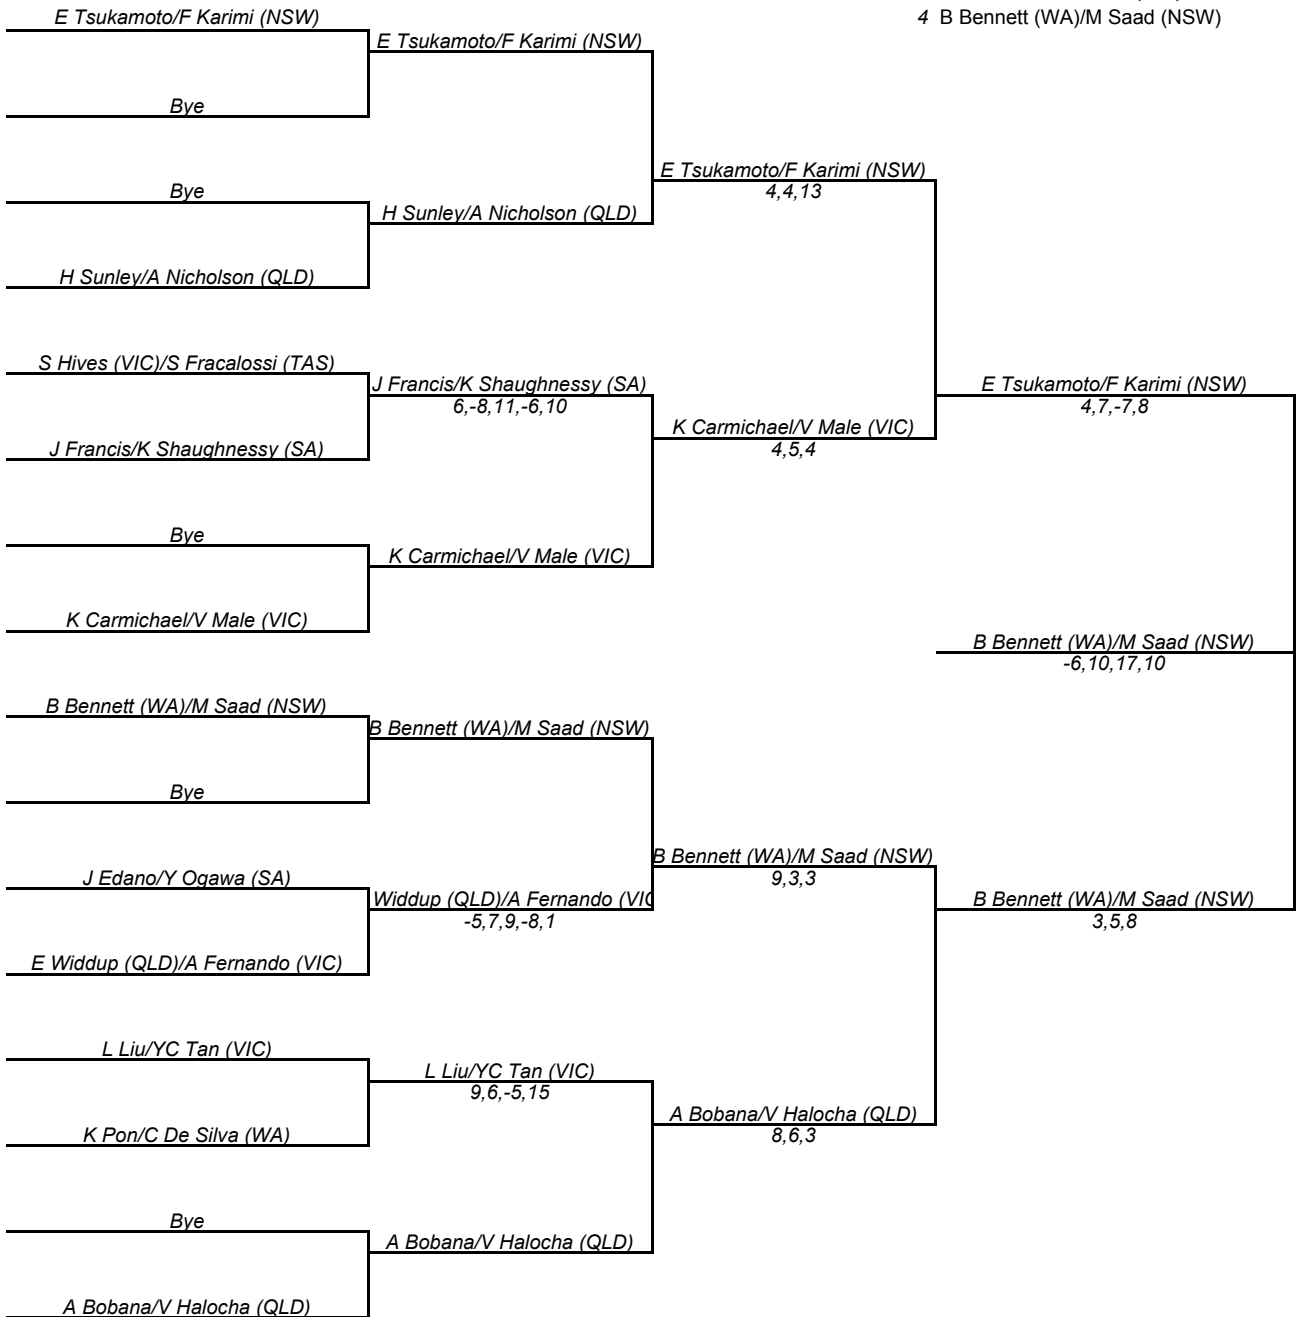 4 B Bennett (WA)/M Saad (NSW)
E Tsukamoto/F Karimi (NSW)
E Tsukamoto/F Karimi (NSW)
Bye
E Tsukamoto/F Karimi (NSW)
4,4,13
Bye
H Sunley/A Nicholson (QLD)
H Sunley/A Nicholson (QLD)
S Hives (VIC)/S Fracalossi (TAS)
J Francis/K Shaughnessy (SA)
6,-8,11,-6,10
E Tsukamoto/F Karimi (NSW)
4,7,-7,8
K Carmichael/V Male (VIC)
4,5,4
J Francis/K Shaughnessy (SA)
Bye
K Carmichael/V Male (VIC)
K Carmichael/V Male (VIC)
B Bennett (WA)/M Saad (NSW)
-6,10,17,10
B Bennett (WA)/M Saad (NSW)
B Bennett (WA)/M Saad (NSW)
Bye
B Bennett (WA)/M Saad (NSW)
9,3,3
J Edano/Y Ogawa (SA)
Widdup (QLD)/A Fernando (VIC
-5,7,9,-8,1
B Bennett (WA)/M Saad (NSW)
3,5,8
E Widdup (QLD)/A Fernando (VIC)
L Liu/YC Tan (VIC)
L Liu/YC Tan (VIC)
9,6,-5,15
A Bobana/V Halocha (QLD)
8,6,3
K Pon/C De Silva (WA)
Bye
A Bobana/V Halocha (QLD)
A Bobana/V Halocha (QLD)